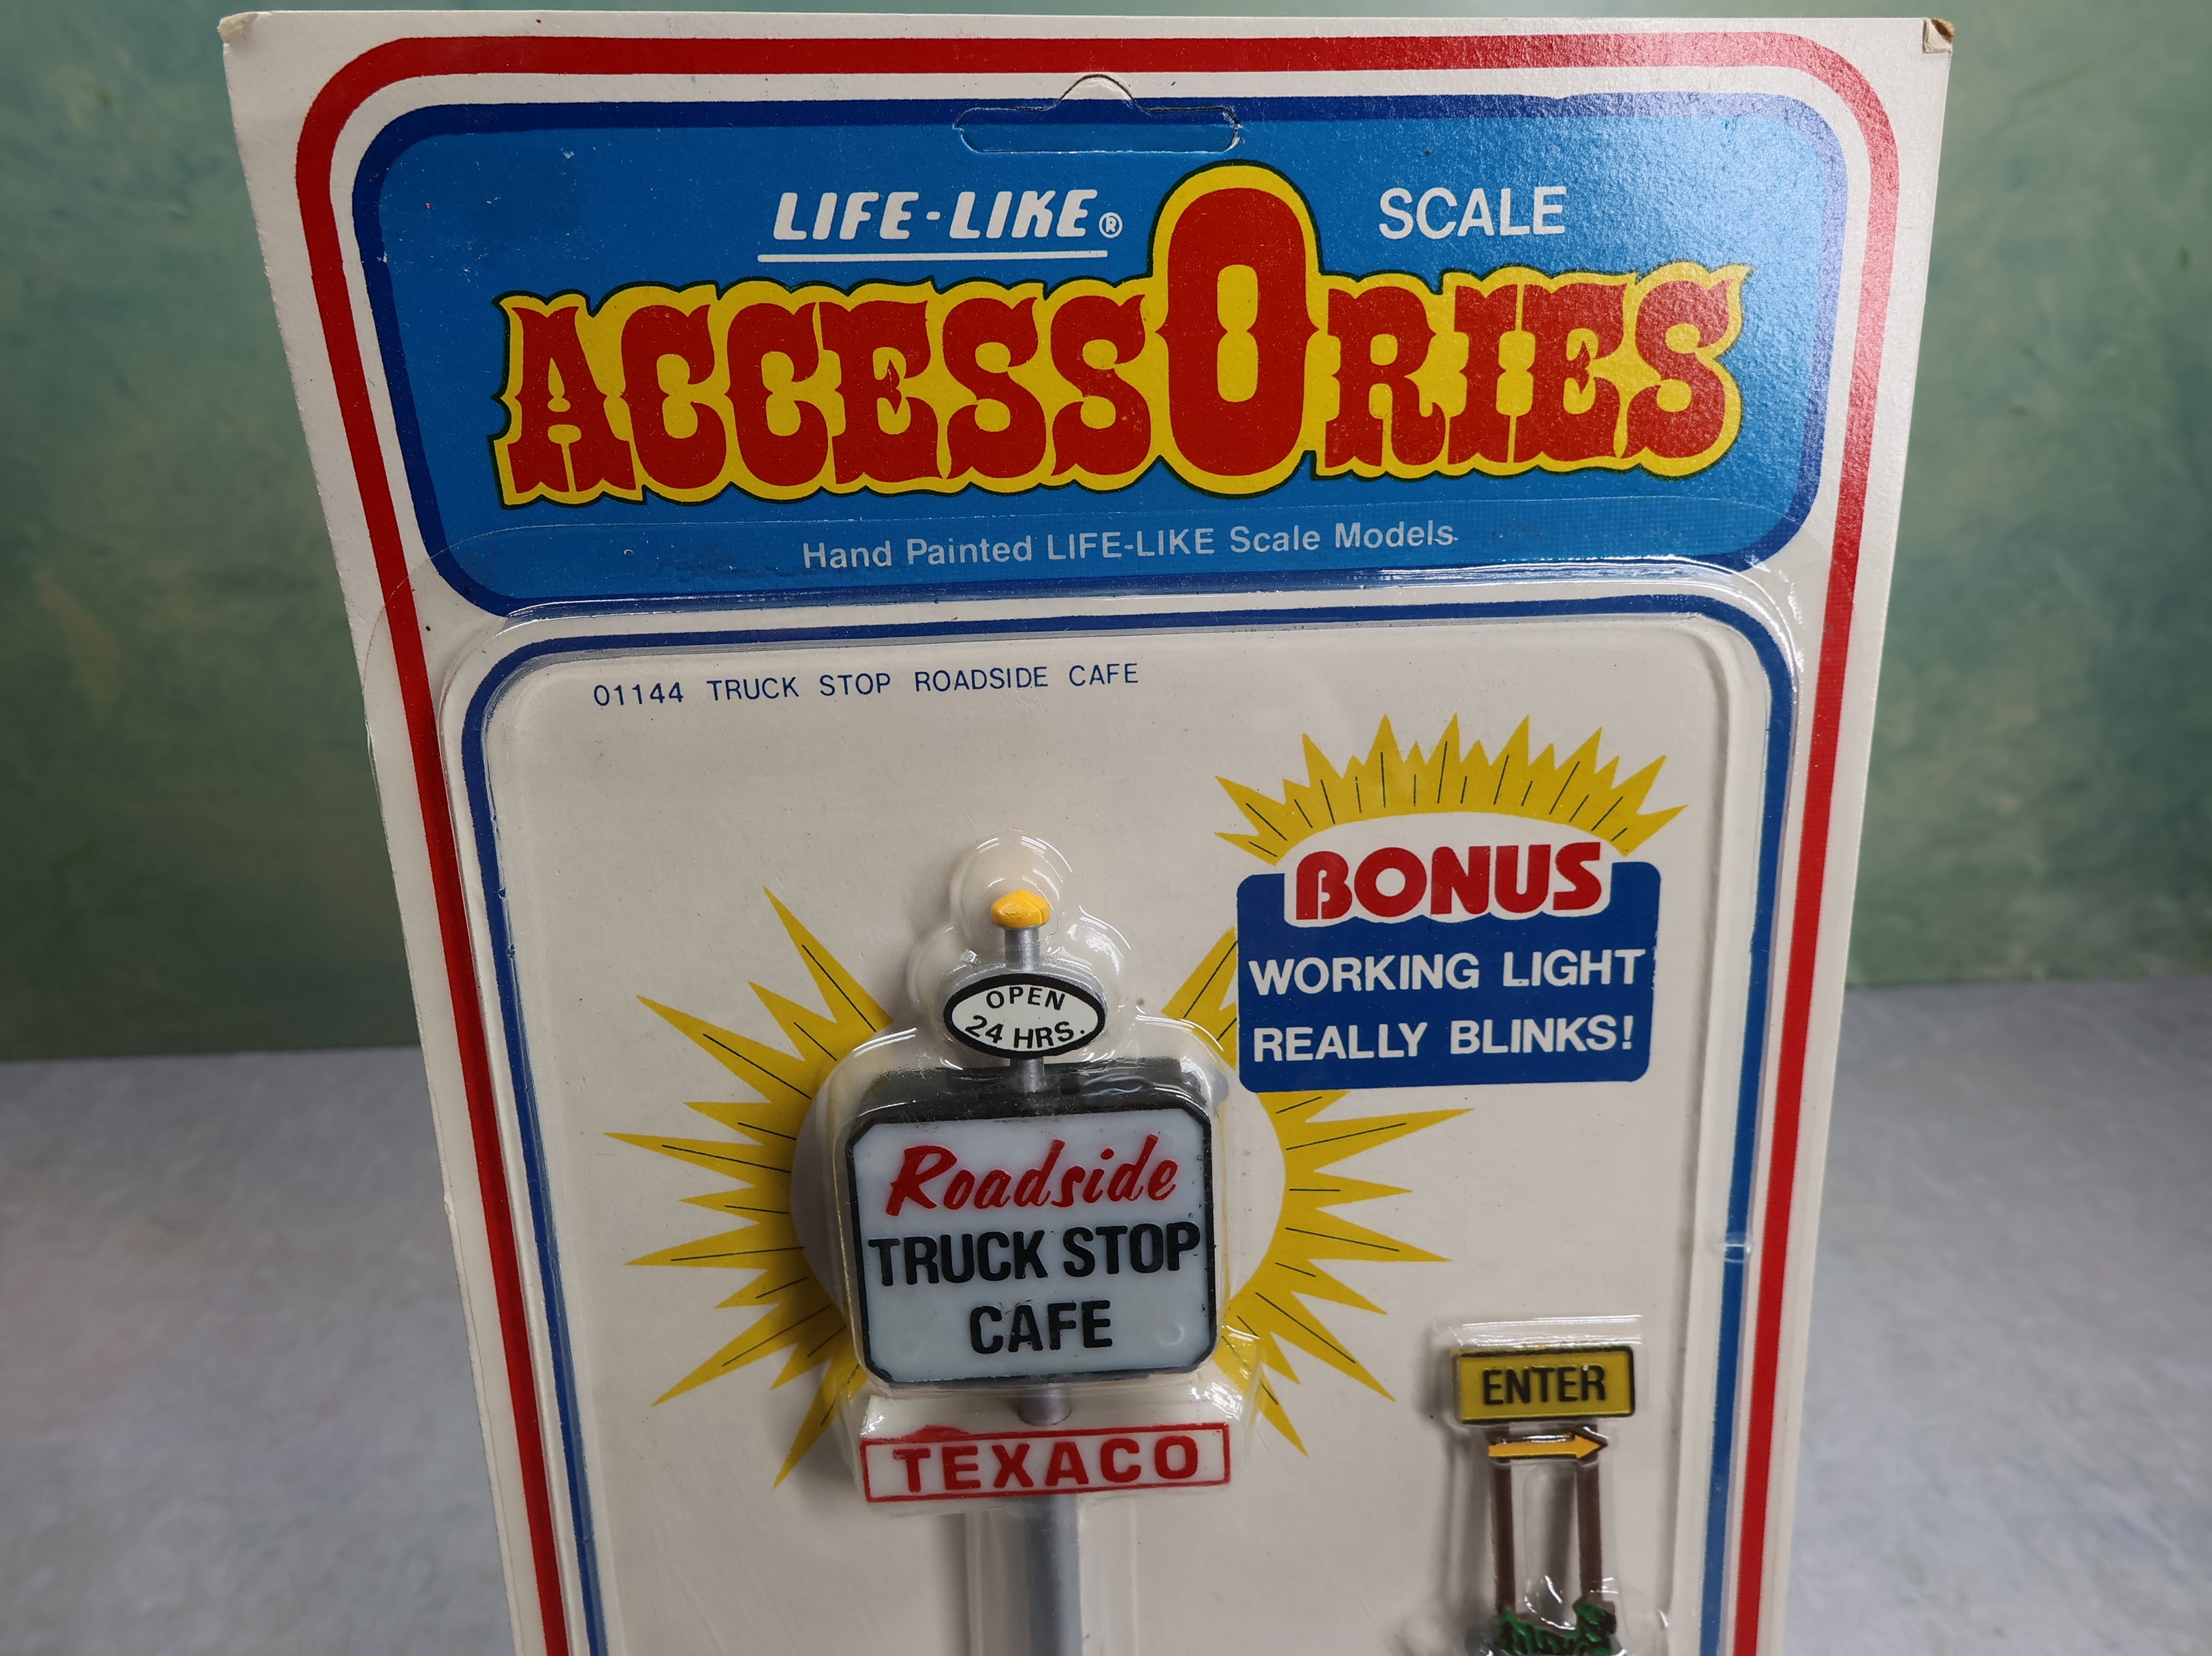 LIFE-LIKE®
SCALE
ACCESSORIES
Hand Painted LIFE-LIKE Scale Models
01144 TRUCK STOP ROADSIDE CAFE
BONUS
WORKING LIGHT
REALLY BLINKS!
OPEN
24 HRS.
Roadside
TRUCK STOP
CAFE
TEXACO
ENTER